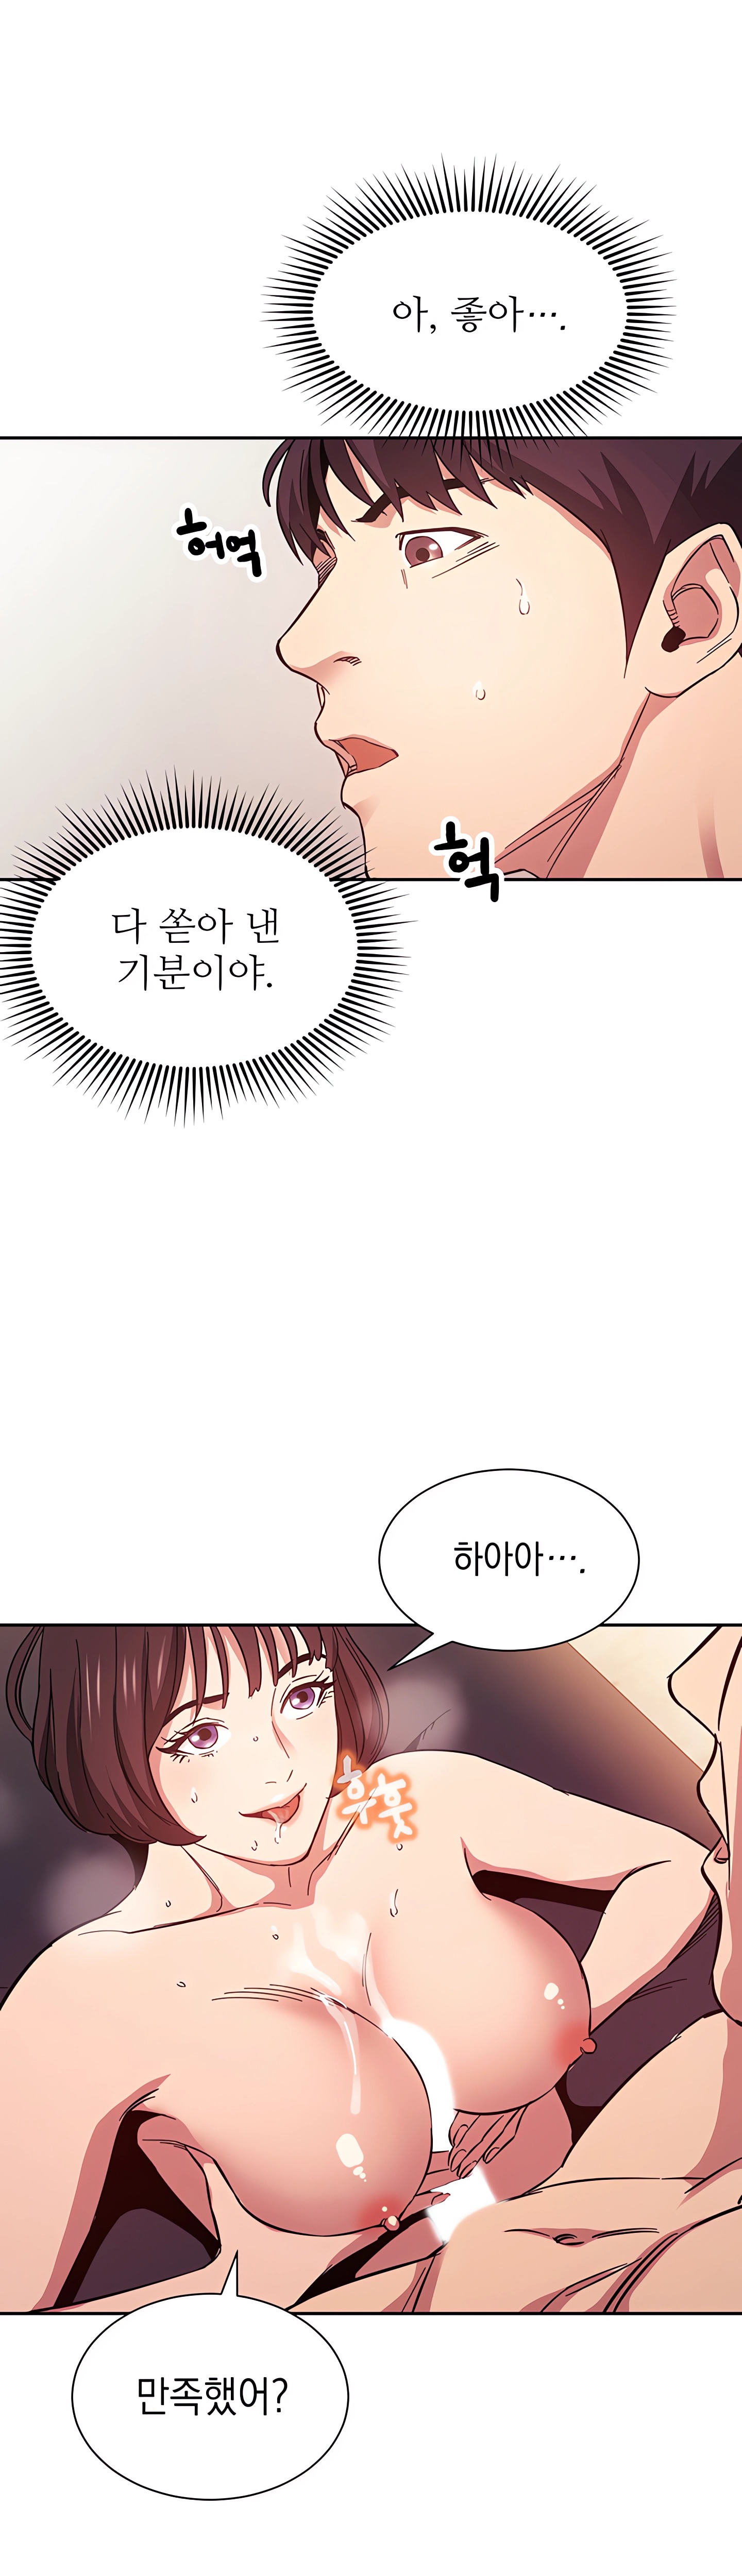 아, 좋아….
허억
헉
다 쏟아 낸
기분이야.
하아아….
후훗
만족했어?